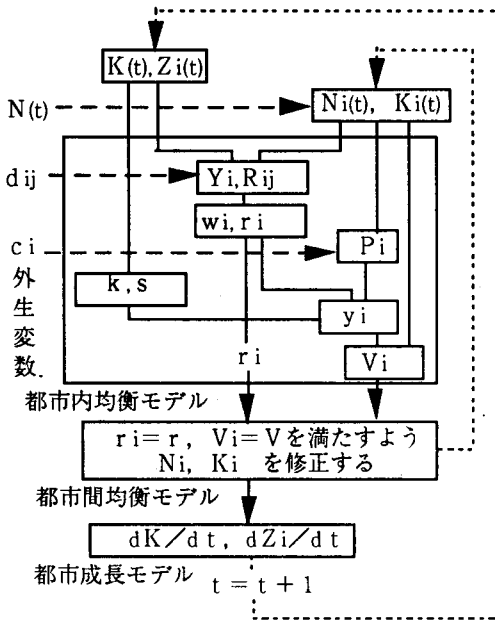 K(t), Zi(t)
N(t)
Ni(t), Ki(t)
dij
Yi, Rij
wi, ri
ci
Pi
外生変数.
k, s
yi
ri
Vi
都市内均衡モデル
ri=r, Vi=Vを満たすよう
Ni, Ki を修正する
都市間均衡モデル
dK/dt, dZi/dt
都市成長モデル
t=t+1